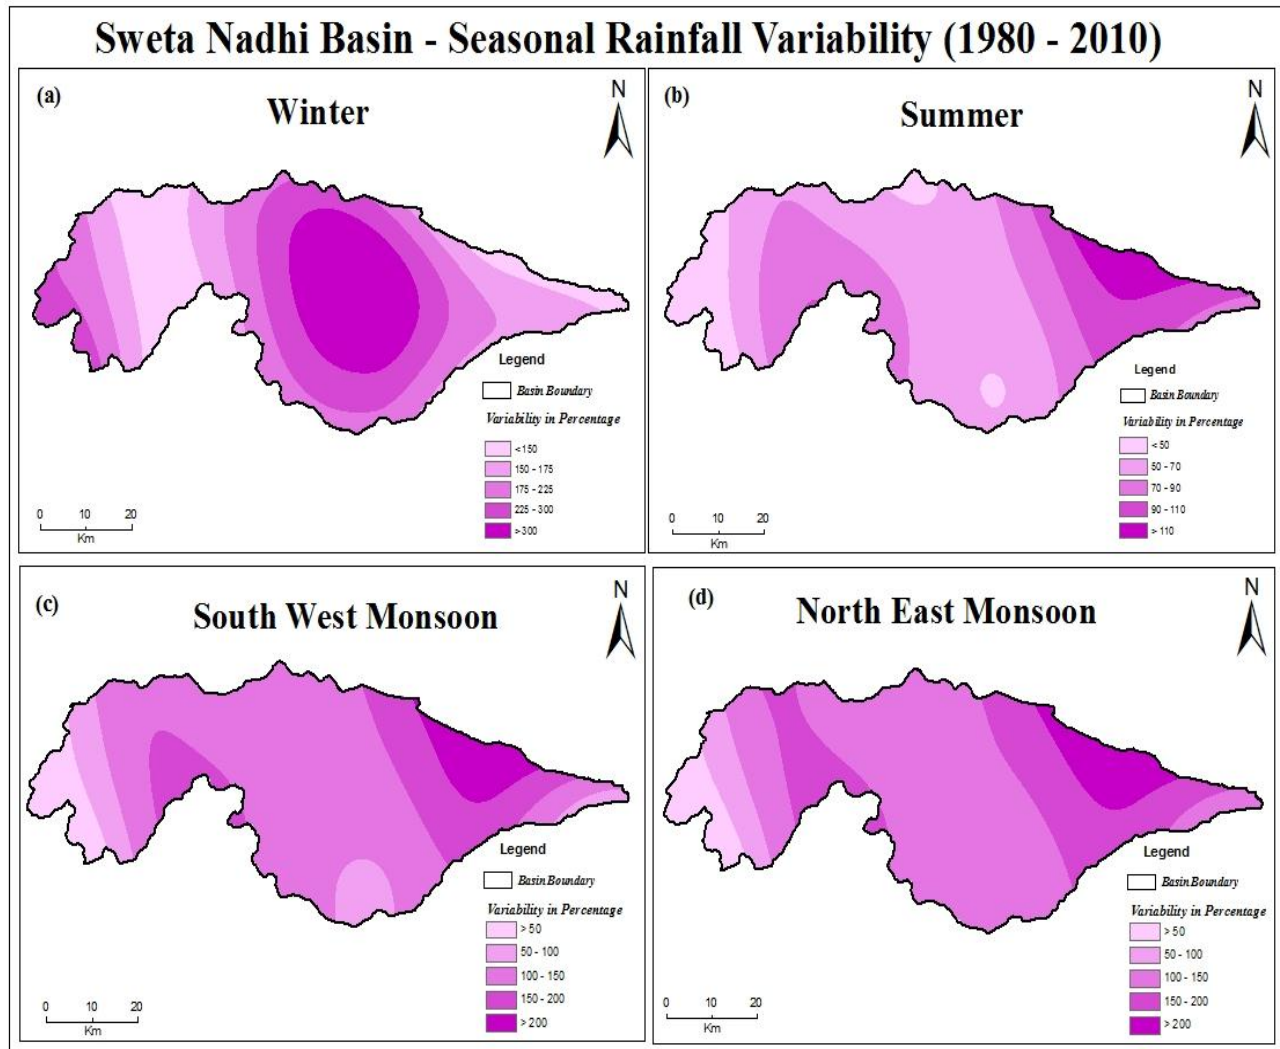 Sweta Nadhi Basin - Seasonal Rainfall Variability (1980 - 2010)
(a)
Winter
N
Legend
Basin Boundary
Variability in Percentage
<150
150 - 175
175 - 225
225 - 300
>300
0 10 20
Km
(b)
Summer
N
Legend
Basin Boundary
Variability in Percentage
< 50
50 - 70
70 - 90
90 - 110
> 110
0 10 20
Km
(c)
South West Monsoon
N
Legend
Basin Boundary
Variability in Percentage
> 50
50 - 100
100 - 150
150 - 200
> 200
0 10 20
Km
(d)
North East Monsoon
N
Legend
Basin Boundary
Variability in Percentage
> 50
50 - 100
100 - 150
150 - 200
> 200
0 10 20
Km